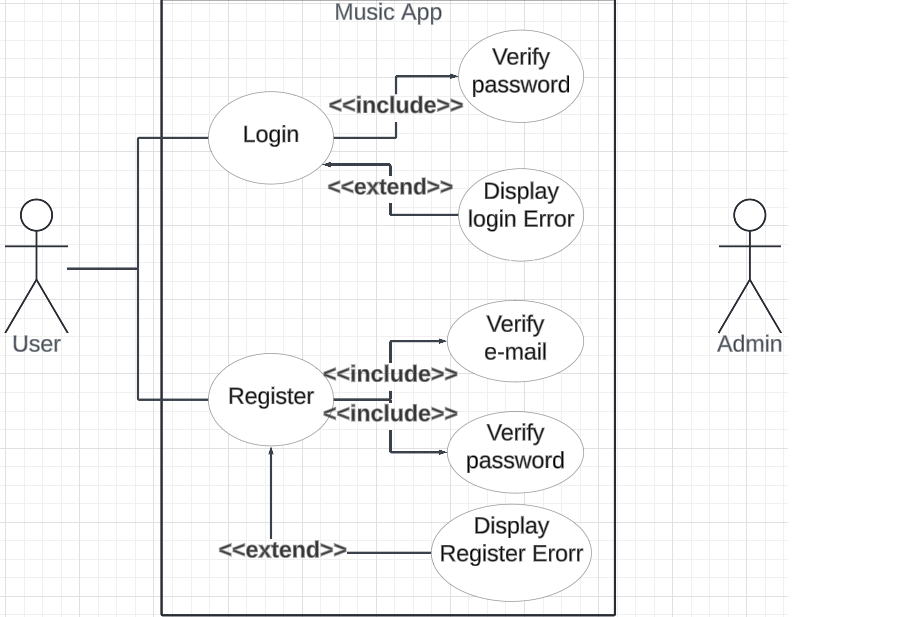 Music App
Verify
password
<<include>>
Login
<<extend>>
Display
login Error
User
Admin
Verify
e-mail
<<include>>
Register
<<include>>
Verify
password
Display
Register Erorr
<<extend>>